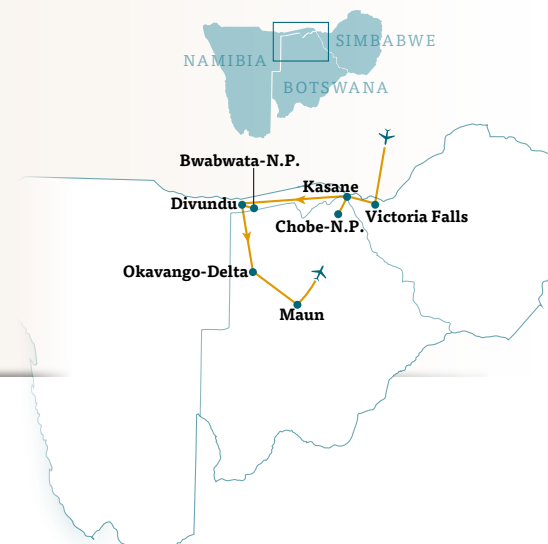 SIMBABWE
NAMIBIA
BOTSWANA
Bwabwata-N.P.
Kasane
Divundu
Victoria Falls
Chobe-N.P.
Okavango-Delta
Maun